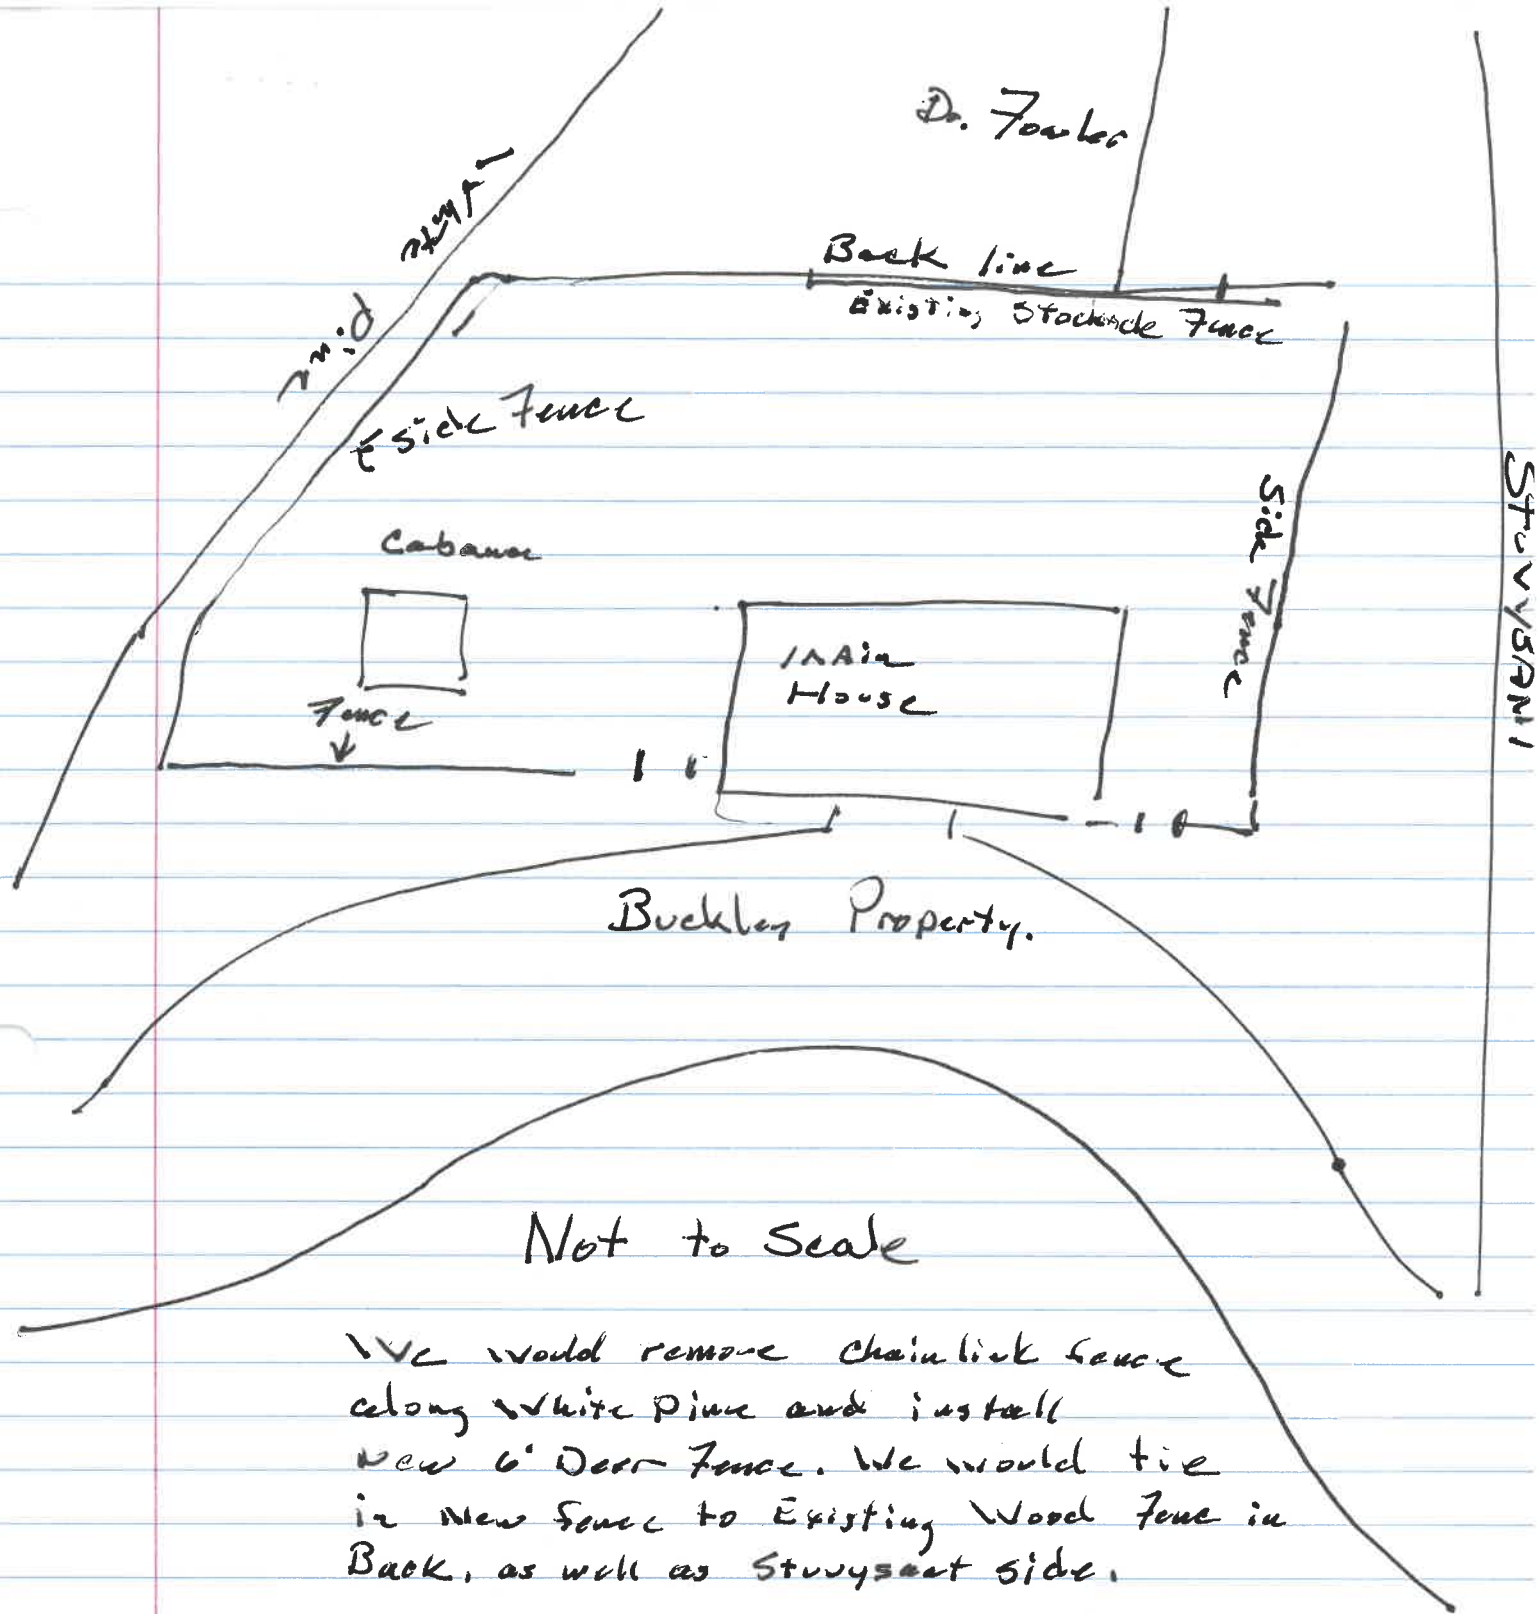 Dr. Fowler
White
Pine
Back line
Existing Stockade Fence
Side Fence
Cabana
Side Fence
STUVYSANT
Main
House
Fence
Buckley Property.
Not to Scale
We would remove chainlink fence
along White Pine and install
New 6' Deer Fence. We would tie
in New fence to Existing Wood Fence in
Back, as well as Stuvysant side.